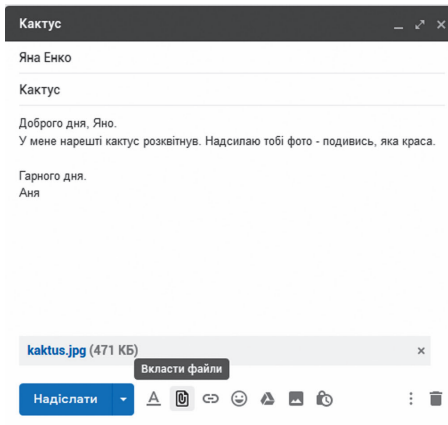 Кактус
Яна Енко
Кактус
Доброго дня, Яно.
У мене нарешті кактус розквітнув. Надсилаю тобі фото - подивись, яка краса.
Гарного дня.
Аня
kaktus.jpg (471 КБ)
Вкласти файли
Надіслати